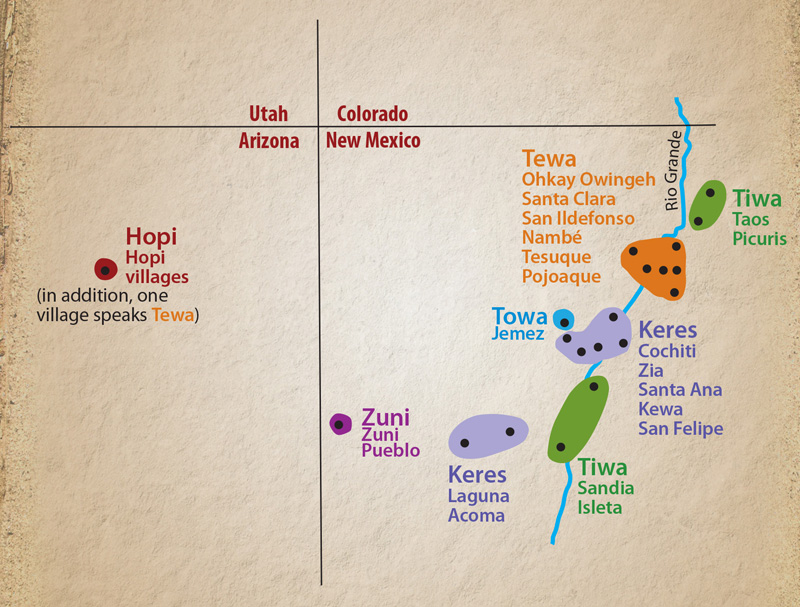 Utah
Colorado
Arizona
New Mexico
Rio Grande
Tewa
Ohkay Owingeh
Santa Clara
San Ildefonso
Nambé
Tesuque
Pojoaque
Tiwa
Taos
Picuris
Hopi
Hopi
villages
(in addition, one
village speaks Tewa)
Towa
Jemez
Keres
Cochiti
Zia
Santa Ana
Kewa
San Felipe
Zuni
Zuni
Pueblo
Keres
Laguna
Acoma
Tiwa
Sandia
Isleta